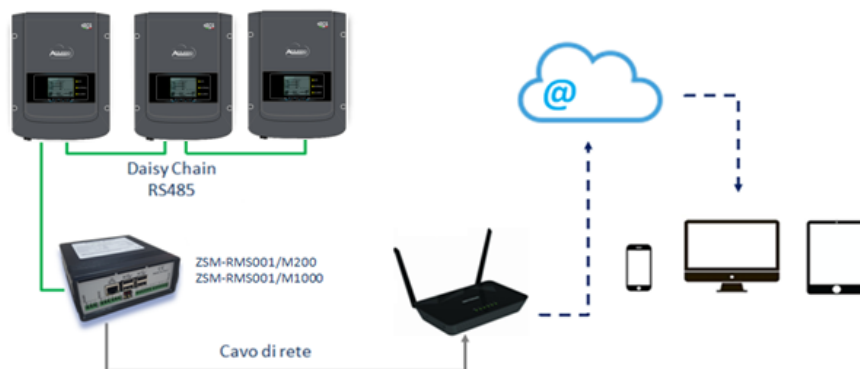 Daisy Chain
RS485
ZSM-RMS001/M200
ZSM-RMS001/M1000
@
Cavo di rete